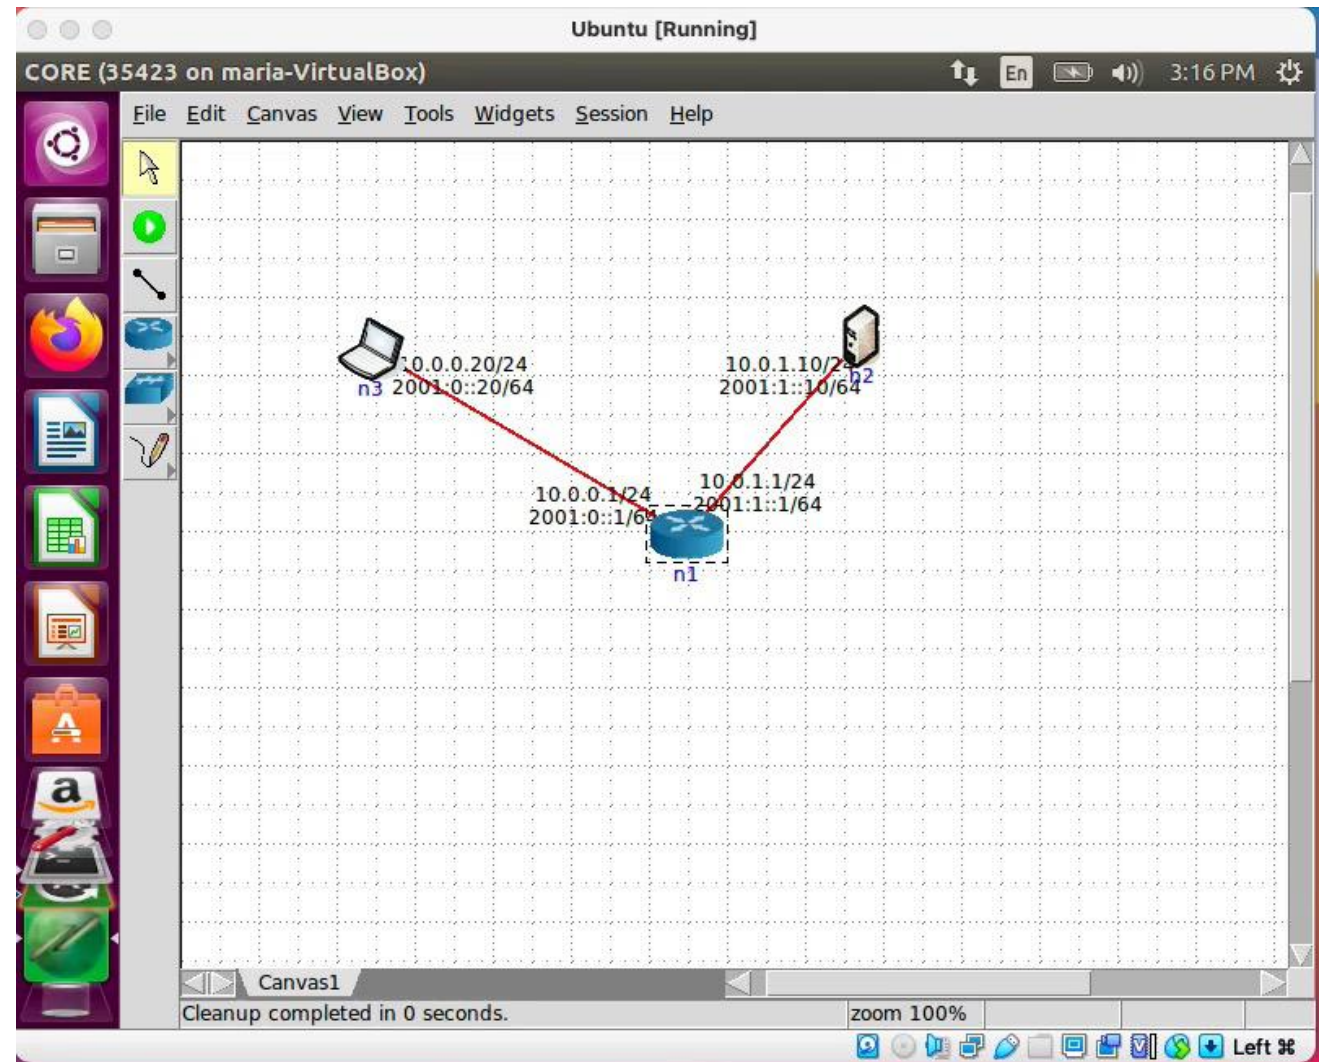 Ubuntu [Running]
CORE (35423 on maria-VirtualBox)
En
3:16 PM
File Edit Canvas View Tools Widgets Session Help
10.0.0.20/24
2001:0::20/64
n3
10.0.1.10/24
2001:1::10/64
n2
10.0.1.1/24
2001:1::1/64
10.0.0.1/24
2001:0::1/64
n1
Canvas1
Cleanup completed in 0 seconds.
zoom 100%
Left ⌘